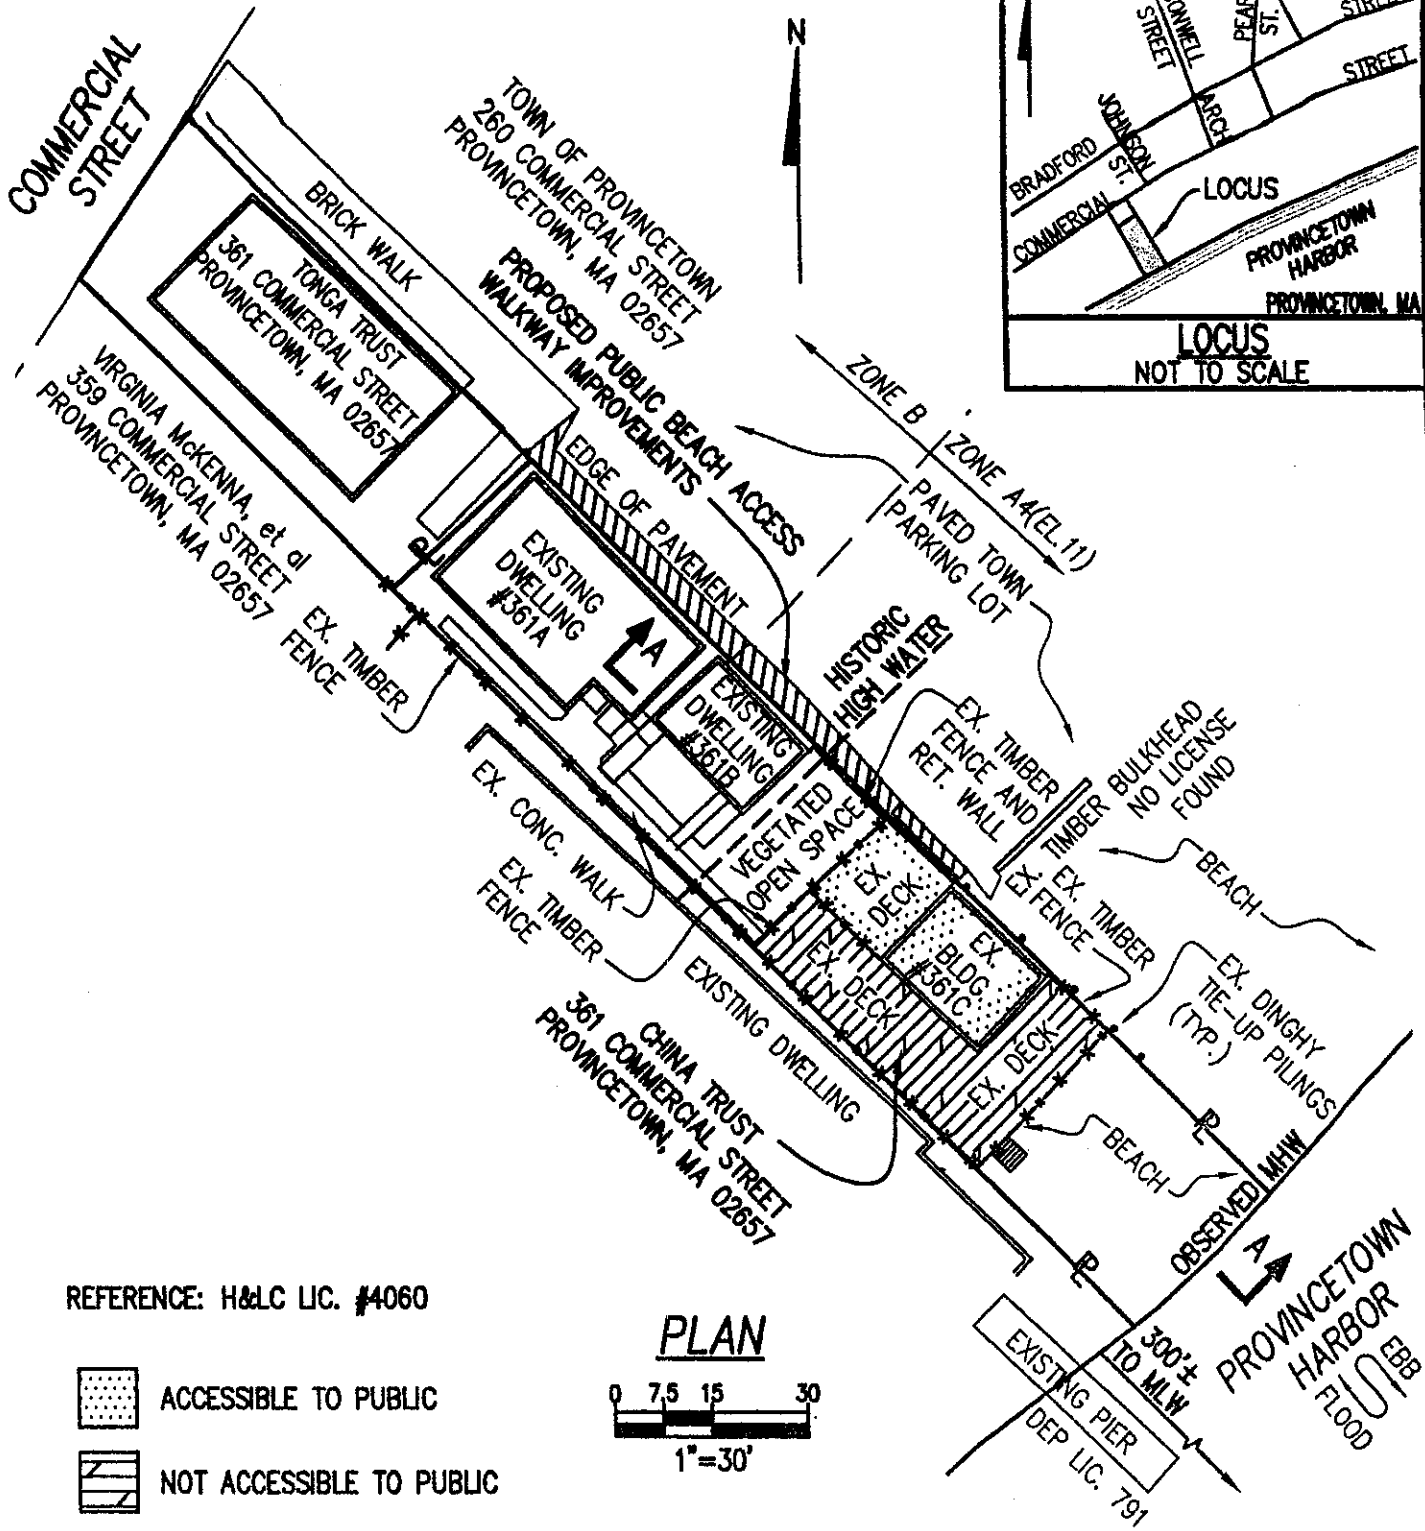 COMMERCIAL
STREET
N
TOWN OF PROVINCETOWN
260 COMMERCIAL STREET
PROVINCETOWN, MA 02657
BRICK WALK
TONGA TRUST
361 COMMERCIAL STREET
PROVINCETOWN, MA 02657
PROPOSED PUBLIC BEACH ACCESS
WALKWAY IMPROVEMENTS
VIRGINIA McKENNA, et al
359 COMMERCIAL STREET
PROVINCETOWN, MA 02657
CONWELL
STREET
ST.
STREET
JOHNSON
ST.
ARCH
BRADFORD
COMMERCIAL
LOCUS
PROVINCETOWN
HARBOR
PROVINCETOWN, MA
LOCUS
NOT TO SCALE
ZONE B
ZONE A4(EL.11)
EDGE OF PAVEMENT
PAVED TOWN
PARKING LOT
PL
EXISTING
DWELLING
#361A
A
EX. TIMBER
FENCE
HISTORIC
HIGH WATER
EXISTING
DWELLING
#361B
EX. TIMBER
FENCE AND
RET. WALL
EX. TIMBER BULKHEAD
NO LICENSE
FOUND
VEGETATED
OPEN SPACE
EX. CONC. WALK
EX. TIMBER
FENCE
EX.
DECK
EX.
BLDG
#361C
EX. TIMBER
FENCE
BEACH
EX. DINGHY
TIE-UP PILINGS
(TYP.)
EX. DECK
EX. DECK
EXISTING DWELLING
CHINA TRUST
361 COMMERCIAL STREET
PROVINCETOWN, MA 02657
BEACH
PL
OBSERVED MHW
A
PL
PROVINCETOWN
HARBOR
EBB
FLOOD
300'±
TO MLW
EXISTING PIER
DEP LIC. 791
REFERENCE: H&LC LIC. #4060
PLAN
0 7.5 15 30
1"=30'
ACCESSIBLE TO PUBLIC
NOT ACCESSIBLE TO PUBLIC